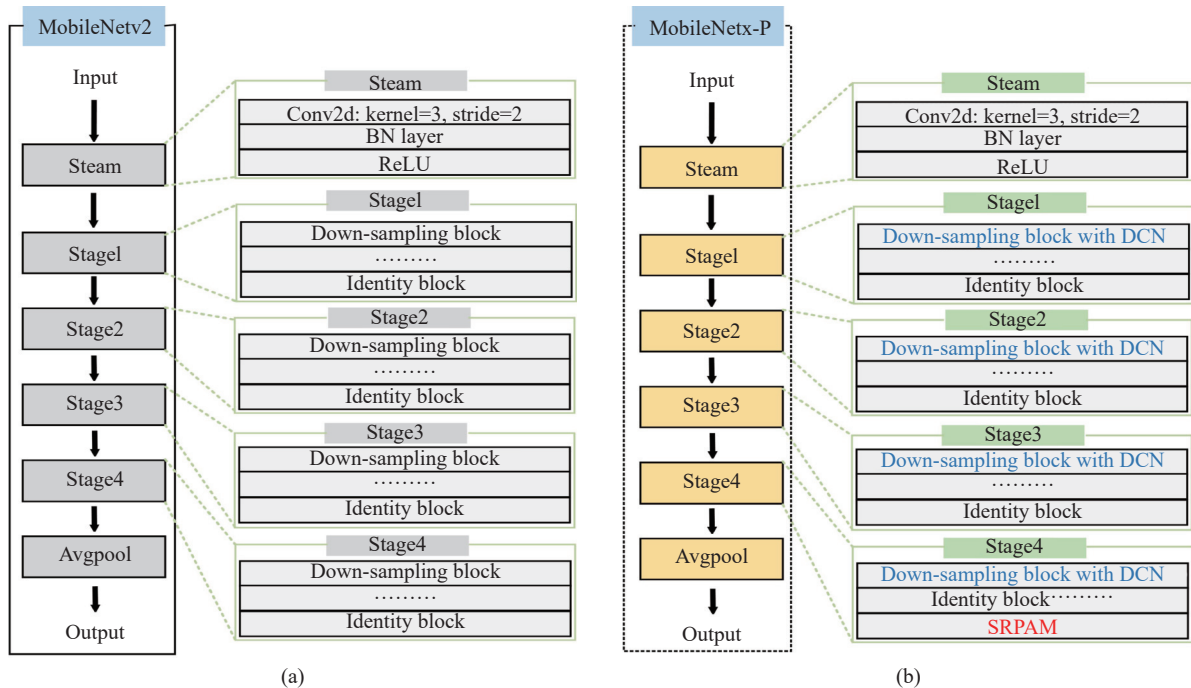 MobileNetv2
Input
Steam
Stagel
Stage2
Stage3
Stage4
Avgpool
Output
Steam
Conv2d: kernel=3, stride=2
BN layer
ReLU
Stagel
Down-sampling block
………
Identity block
Stage2
Down-sampling block
………
Identity block
Stage3
Down-sampling block
………
Identity block
Stage4
Down-sampling block
………
Identity block
(a)
MobileNetx-P
Input
Steam
Stagel
Stage2
Stage3
Stage4
Avgpool
Output
Steam
Conv2d: kernel=3, stride=2
BN layer
ReLU
Stagel
Down-sampling block with DCN
………
Identity block
Stage2
Down-sampling block with DCN
………
Identity block
Stage3
Down-sampling block with DCN
………
Identity block
Stage4
Down-sampling block with DCN
Identity block………
SRPAM
(b)